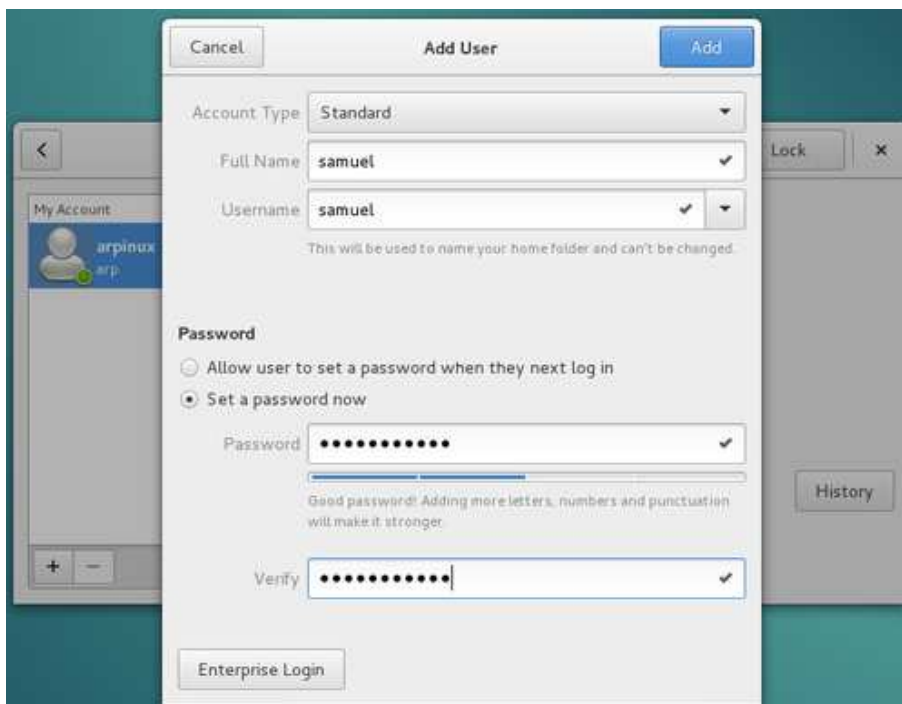 Cancel
Add User
Add
Account Type
Standard
Full Name
samuel
Username
samuel
This will be used to name your home folder and can't be changed.
Password
Allow user to set a password when they next log in
Set a password now
Password
●●●●●●●●●●●
Good password! Adding more letters, numbers and punctuation
will make it stronger.
Verify
●●●●●●●●●●●
Enterprise Login
Lock
My Account
arpinux
arp
History